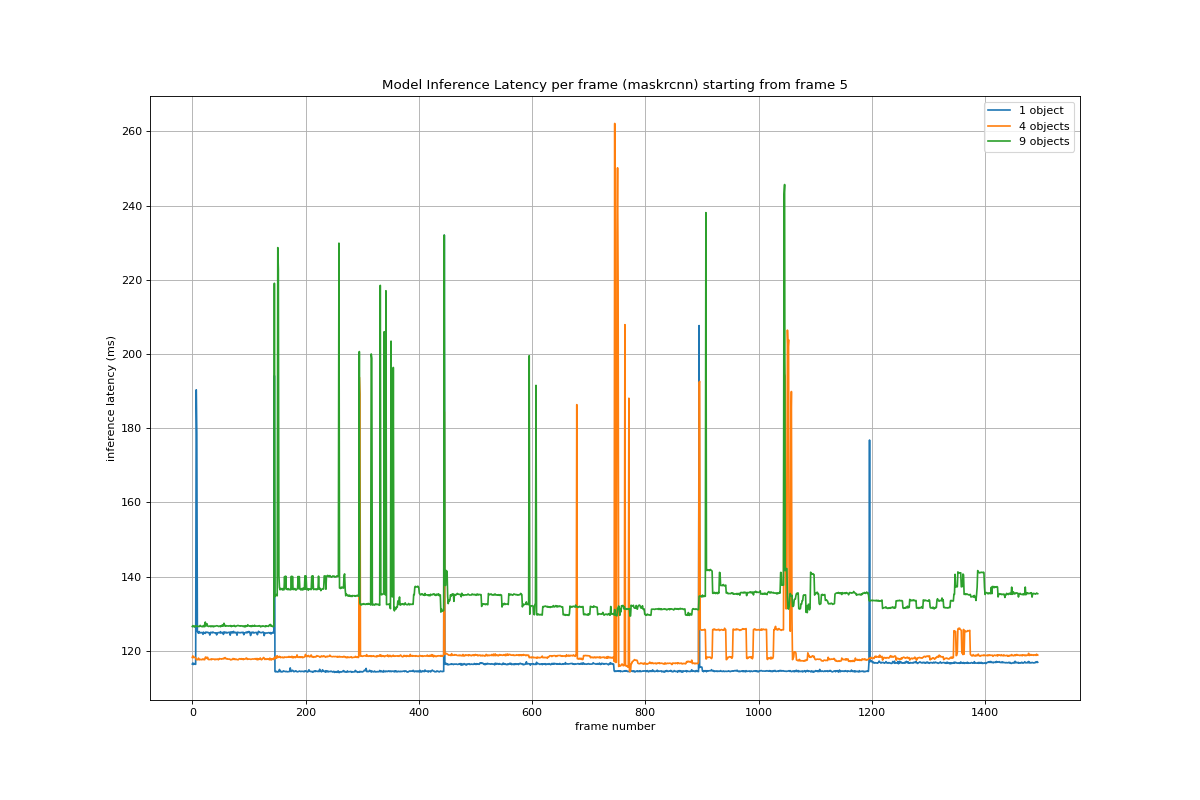 Model Inference Latency per frame (maskrcnn) starting from frame 5
1 object
4 objects
9 objects
260
240
220
200
180
160
140
120
inference latency (ms)
0 200 400 600 800 1000 1200 1400
frame number